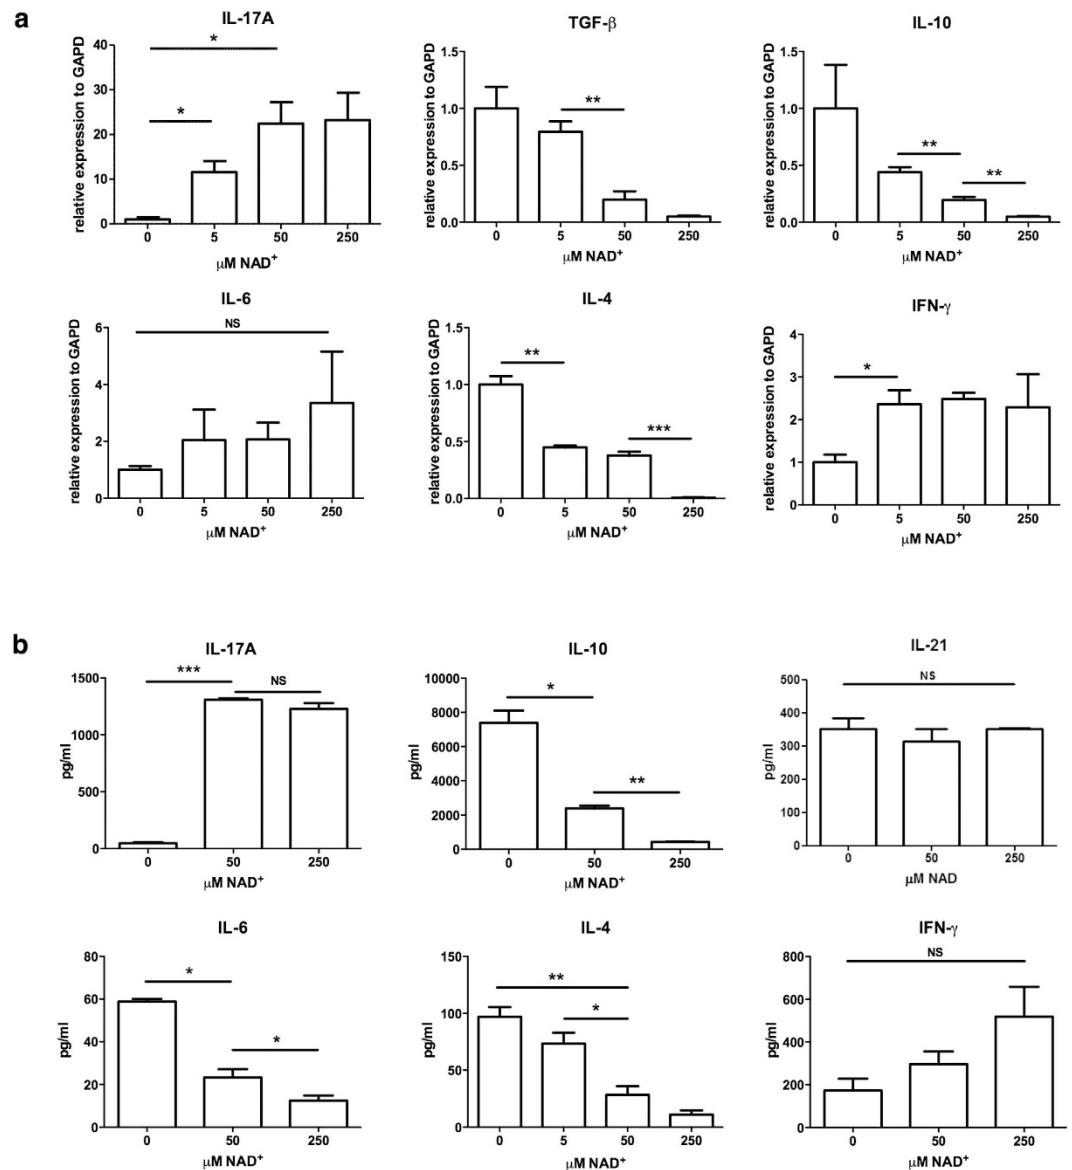 a
IL-17A
relative expression to GAPD
40
30
20
10
0
*
*
0 5 50 250
μM NAD+
TGF-β
relative expression to GAPD
1.5
1.0
0.5
0.0
**
0 5 50 250
μM NAD+
IL-10
relative expression to GAPD
1.5
1.0
0.5
0.0
**
**
0 5 50 250
μM NAD+
IL-6
relative expression to GAPD
6
4
2
0
NS
0 5 50 250
μM NAD+
IL-4
relative expression to GAPD
1.5
1.0
0.5
0.0
**
***
0 5 50 250
μM NAD+
IFN-γ
relative expression to GAPD
4
3
2
1
0
*
0 5 50 250
μM NAD+
b
IL-17A
pg/ml
1500
1000
500
0
***
NS
0 50 250
μM NAD+
IL-10
pg/ml
10000
8000
6000
4000
2000
0
*
**
0 50 250
μM NAD+
IL-21
pg/ml
500
400
300
200
100
0
NS
0 50 250
μM NAD
IL-6
pg/ml
80
60
40
20
0
*
*
0 50 250
μM NAD+
IL-4
pg/ml
150
100
50
0
**
*
0 5 50 250
μM NAD+
IFN-γ
pg/ml
800
600
400
200
0
NS
0 50 250
μM NAD+